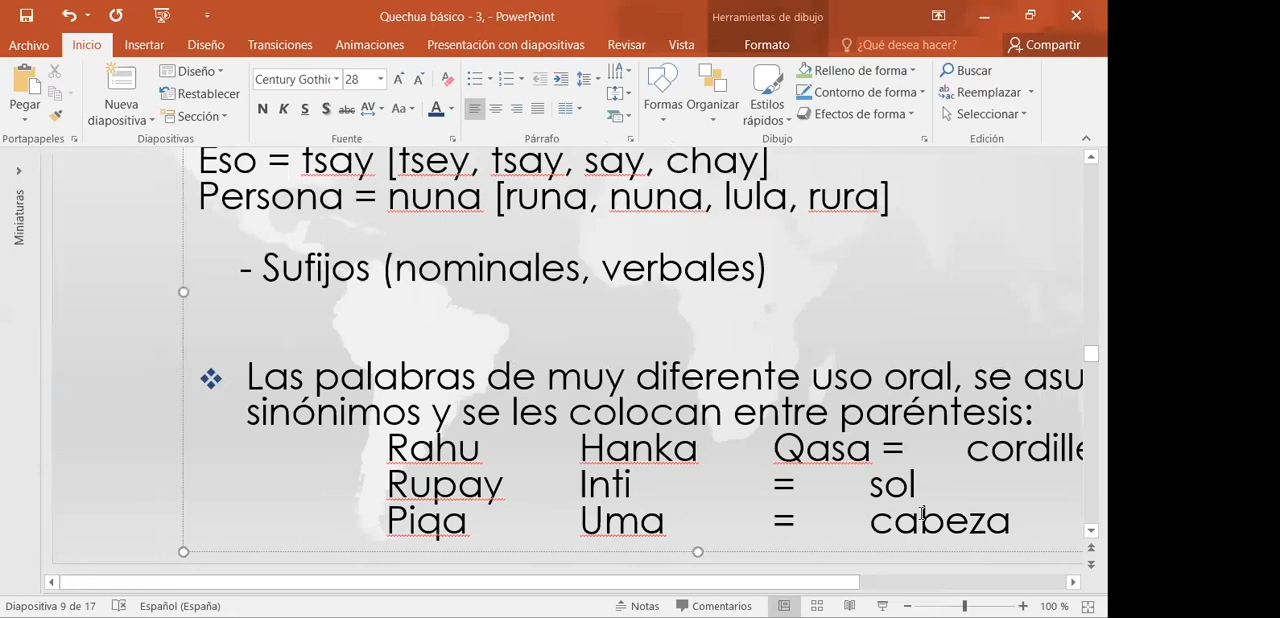 Quechua básico - 3, - PowerPoint
Herramientas de dibujo
Archivo Inicio Insertar Diseño Transiciones Animaciones Presentación con diapositivas Revisar Vista Formato ¿Qué desea hacer? Compartir
Pegar
Nueva diapositiva
Diseño
Restablecer
Sección
Century Gothic 28
N K S S abc AV Aa A
Formas Organizar Estilos rápidos
Relleno de forma
Contorno de forma
Efectos de forma
Buscar
Reemplazar
Seleccionar
Portapapeles Diapositivas Fuente Párrafo Dibujo Edición
Miniaturas
Eso = tsay [tsey, tsay, say, chay]
Persona = nuna [runa, nuna, lula, rura]
- Sufijos (nominales, verbales)
Las palabras de muy diferente uso oral, se asu
sinónimos y se les colocan entre paréntesis:
Rahu Hanka Qasa = cordille
Rupay Inti = sol
Piqa Uma = cabeza
Diapositiva 9 de 17 Español (España) Notas Comentarios 100 %